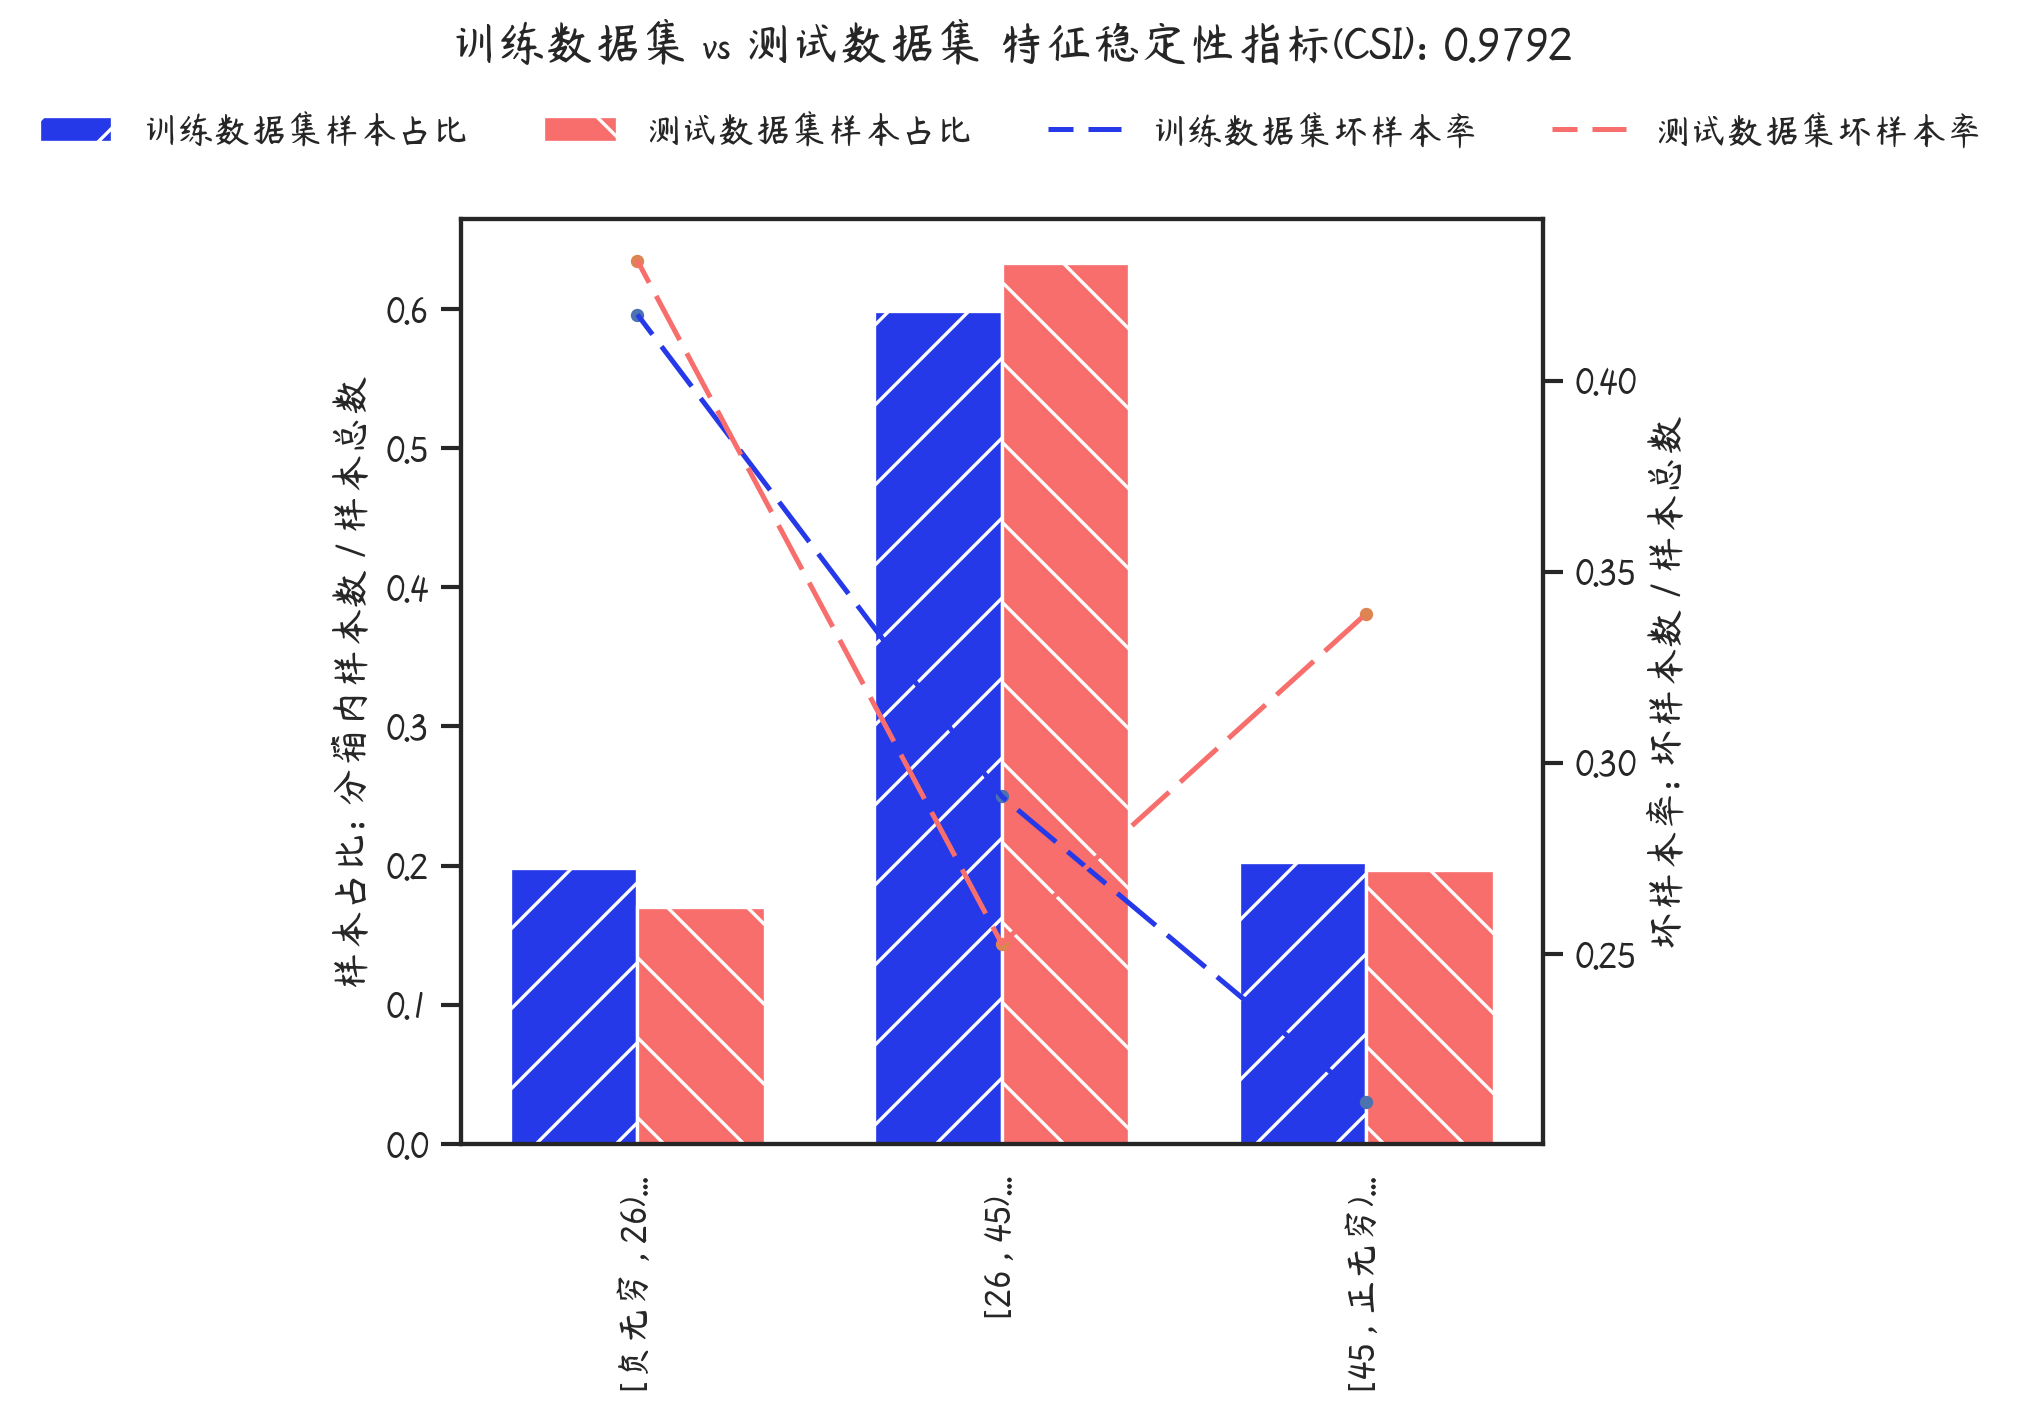 训练数据集 vs 测试数据集 特征稳定性指标(CSI): 0.9792
训练数据集样本占比
测试数据集样本占比
训练数据集坏样本率
测试数据集坏样本率
样本占比: 分箱内样本数 / 样本总数
0.6
0.5
0.4
0.3
0.2
0.1
0.0
0.40
0.35
0.30
0.25
坏样本率: 坏样本数 / 样本总数
[负无穷 , 26)...
[26 , 45)...
[45 , 正无穷)...